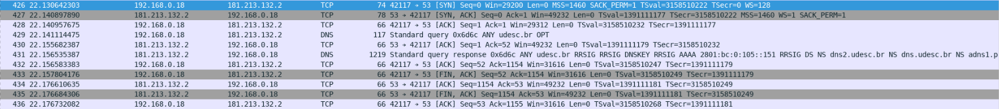 426 22.130642303 192.168.0.18 181.213.132.2 TCP 74 42117 → 53 [SYN] Seq=0 Win=29200 Len=0 MSS=1460 SACK_PERM=1 TSval=3158510222 TSecr=0 WS=128
427 22.140897890 181.213.132.2 192.168.0.18 TCP 78 53 → 42117 [SYN, ACK] Seq=0 Ack=1 Win=49232 Len=0 TSval=1391111177 TSecr=3158510222 MSS=1460 WS=1 SACK_PERM=1
428 22.140957675 192.168.0.18 181.213.132.2 TCP 66 42117 → 53 [ACK] Seq=1 Ack=1 Win=29312 Len=0 TSval=3158510232 TSecr=1391111177
429 22.141114475 192.168.0.18 181.213.132.2 DNS 117 Standard query 0x6d6c ANY udesc.br OPT
430 22.155682387 181.213.132.2 192.168.0.18 TCP 66 53 → 42117 [ACK] Seq=1 Ack=52 Win=49232 Len=0 TSval=1391111179 TSecr=3158510232
431 22.156535387 181.213.132.2 192.168.0.18 DNS 1219 Standard query response 0x6d6c ANY udesc.br RRSIG RRSIG DNSKEY RRSIG AAAA 2801:bc:0:105::151 RRSIG DS NS dns2.udesc.br NS dns.udesc.br NS adns1.p
432 22.156583383 192.168.0.18 181.213.132.2 TCP 66 42117 → 53 [ACK] Seq=52 Ack=1154 Win=31616 Len=0 TSval=3158510247 TSecr=1391111179
433 22.157804176 192.168.0.18 181.213.132.2 TCP 66 42117 → 53 [FIN, ACK] Seq=52 Ack=1154 Win=31616 Len=0 TSval=3158510249 TSecr=1391111179
434 22.176610635 181.213.132.2 192.168.0.18 TCP 66 53 → 42117 [ACK] Seq=1154 Ack=53 Win=49232 Len=0 TSval=1391111181 TSecr=3158510249
435 22.176684306 181.213.132.2 192.168.0.18 TCP 66 53 → 42117 [FIN, ACK] Seq=1154 Ack=53 Win=49232 Len=0 TSval=1391111181 TSecr=3158510249
436 22.176732082 192.168.0.18 181.213.132.2 TCP 66 42117 → 53 [ACK] Seq=53 Ack=1155 Win=31616 Len=0 TSval=3158510268 TSecr=1391111181